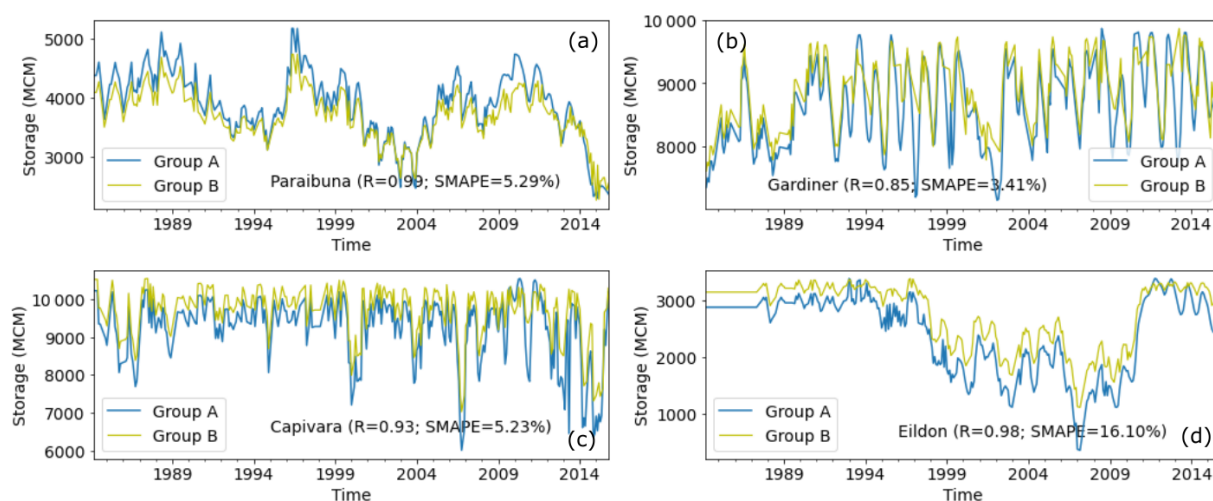 (a)
5000
4000
3000
Storage (MCM)
Group A
Group B
Paraibuna (R=0.99; SMAPE=5.29%)
1989 1994 1999 2004 2009 2014
Time
(b)
10 000
9000
8000
Storage (MCM)
Group A
Group B
Gardiner (R=0.85; SMAPE=3.41%)
1989 1994 1999 2004 2009 2014
Time
10 000
9000
8000
7000
6000
Storage (MCM)
Group A
Group B
Capivara (R=0.93; SMAPE=5.23%)
(c)
1989 1994 1999 2004 2009 2014
Time
3000
2000
1000
Storage (MCM)
Group A
Group B
Eildon (R=0.98; SMAPE=16.10%)
(d)
1989 1994 1999 2004 2009 2014
Time